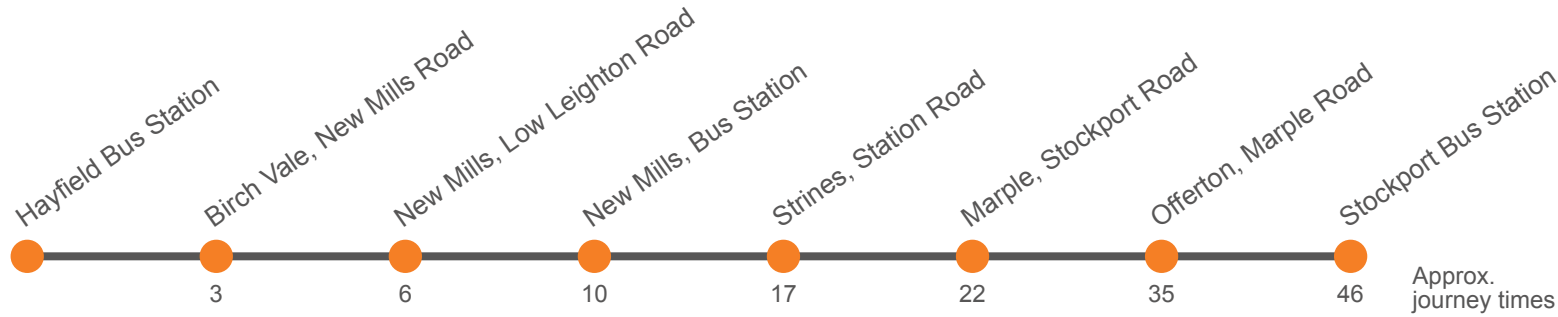 Hayfield Bus Station
Birch Vale, New Mills Road
New Mills, Low Leighton Road
New Mills, Bus Station
Strines, Station Road
Marple, Stockport Road
Offerton, Marple Road
Stockport Bus Station
3
6
10
17
22
35
46
Approx.
journey times